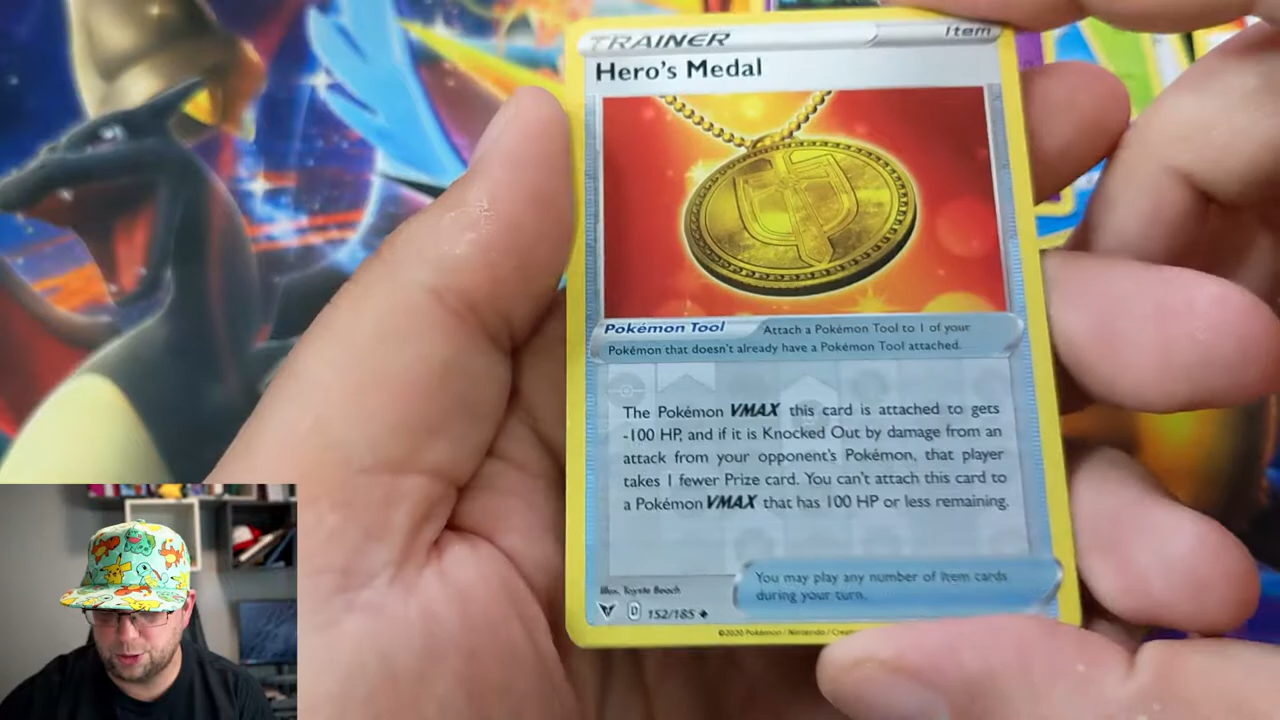 TRAINER Item
Hero's Medal
Pokémon Tool Attach a Pokémon Tool to 1 of your
Pokémon that doesn't already have a Pokémon Tool attached.
The Pokémon VMAX this card is attached to gets
-100 HP, and if it is Knocked Out by damage from an
attack from your opponent's Pokémon, that player
takes 1 fewer Prize card. You can't attach this card to
a Pokémon VMAX that has 100 HP or less remaining.
You may play any number of Item cards
during your turn.
Illus. Toyste Beach
D 152/185
©2020 Pokémon / Nintendo /